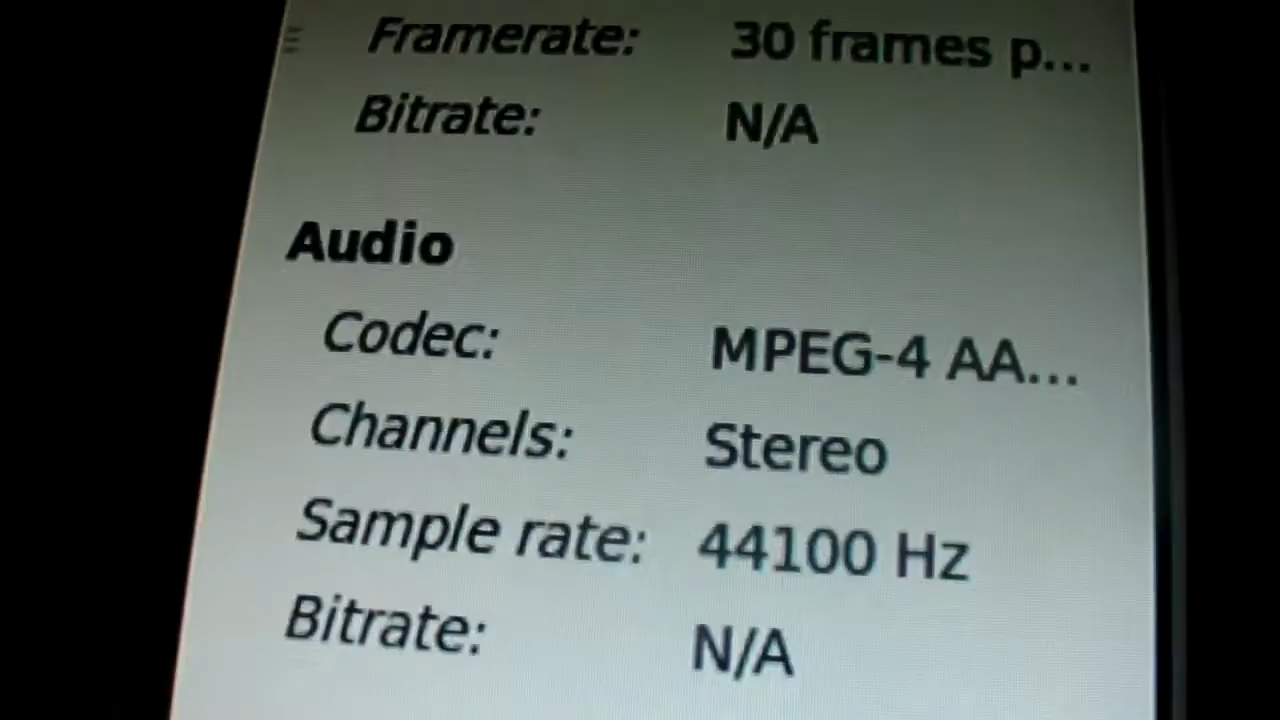 Framerate: 30 frames p...
Bitrate: N/A
Audio
Codec: MPEG-4 AA...
Channels: Stereo
Sample rate: 44100 Hz
Bitrate: N/A